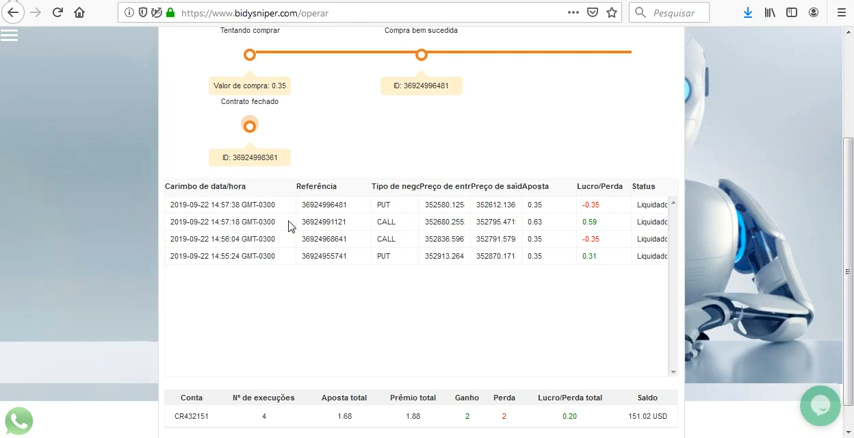 https://www.bidysniper.com/operar
Pesquisar
Tentando comprar
Compra bem sucedida
Valor de compra: 0.35
ID: 36924996481
Contrato fechado
ID: 36924998361
Carimbo de data/hora Referência Tipo de negoc Preço de entr Preço de saíd Aposta Lucro/Perda Status
2019-09-22 14:57:38 GMT-0300 36924996481 PUT 352580.125 352612.136 0.35 -0.35 Liquidado
2019-09-22 14:57:18 GMT-0300 36924991121 CALL 352680.255 352795.471 0.63 0.59 Liquidado
2019-09-22 14:56:04 GMT-0300 36924968641 CALL 352836.596 352791.579 0.35 -0.35 Liquidado
2019-09-22 14:55:24 GMT-0300 36924955741 PUT 352913.264 352870.171 0.35 0.31 Liquidado
Conta Nº de execuções Aposta total Prêmio total Ganho Perda Lucro/Perda total Saldo
CR432151 4 1.68 1.88 2 2 0.20 151.02 USD